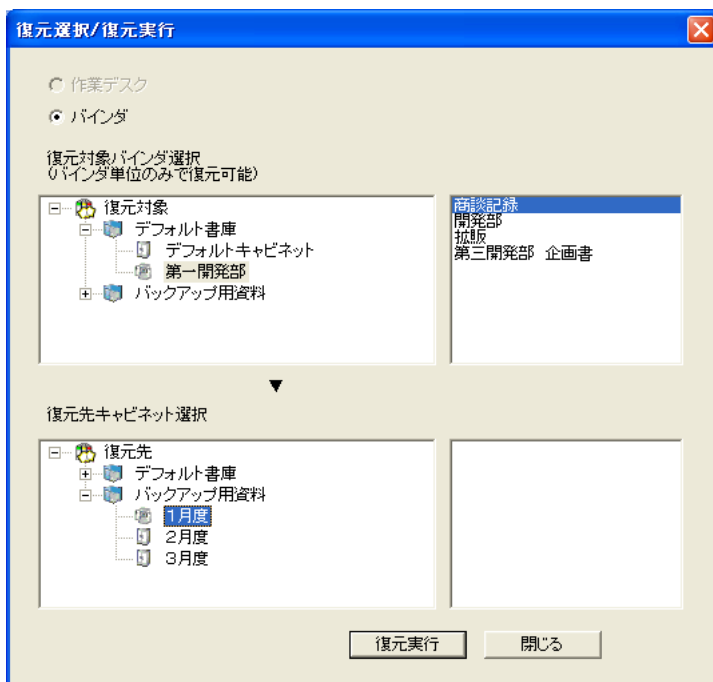 復元選択/復元実行
作業デスク
バインダ
復元対象バインダ選択
(バインダ単位のみで復元可能)
復元対象
デフォルト書庫
デフォルトキャビネット
第一開発部
バックアップ用資料
商談記録
開発部
拡販
第三開発部 企画書
▼
復元先キャビネット選択
復元先
デフォルト書庫
バックアップ用資料
1月度
2月度
3月度
復元実行
閉じる